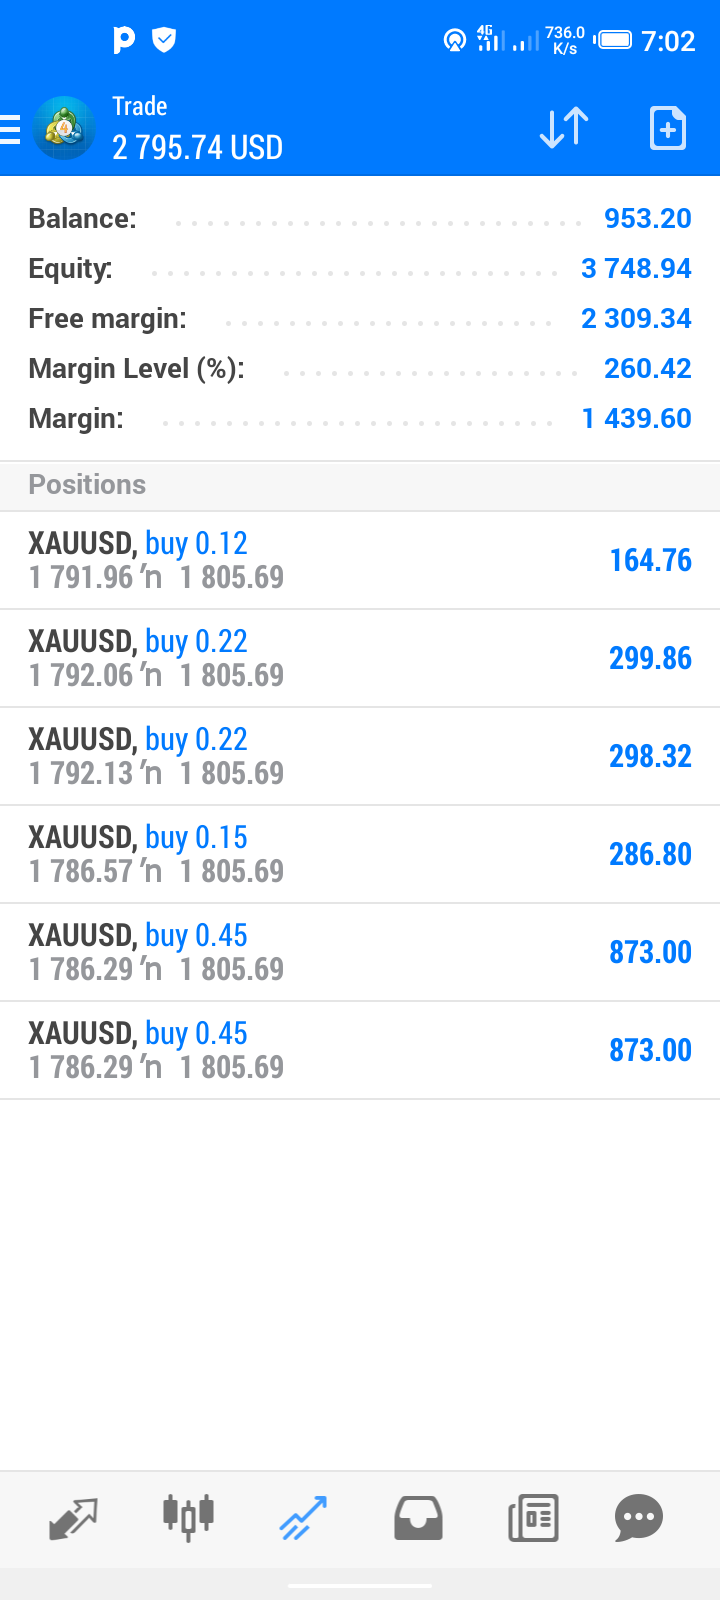 4G 736.0 K/s 7:02
Trade
2 795.74 USD
Balance: 953.20
Equity: 3 748.94
Free margin: 2 309.34
Margin Level (%): 260.42
Margin: 1 439.60
Positions
XAUUSD, buy 0.12
1 791.96 ’n 1 805.69
164.76
XAUUSD, buy 0.22
1 792.06 ’n 1 805.69
299.86
XAUUSD, buy 0.22
1 792.13 ’n 1 805.69
298.32
XAUUSD, buy 0.15
1 786.57 ’n 1 805.69
286.80
XAUUSD, buy 0.45
1 786.29 ’n 1 805.69
873.00
XAUUSD, buy 0.45
1 786.29 ’n 1 805.69
873.00